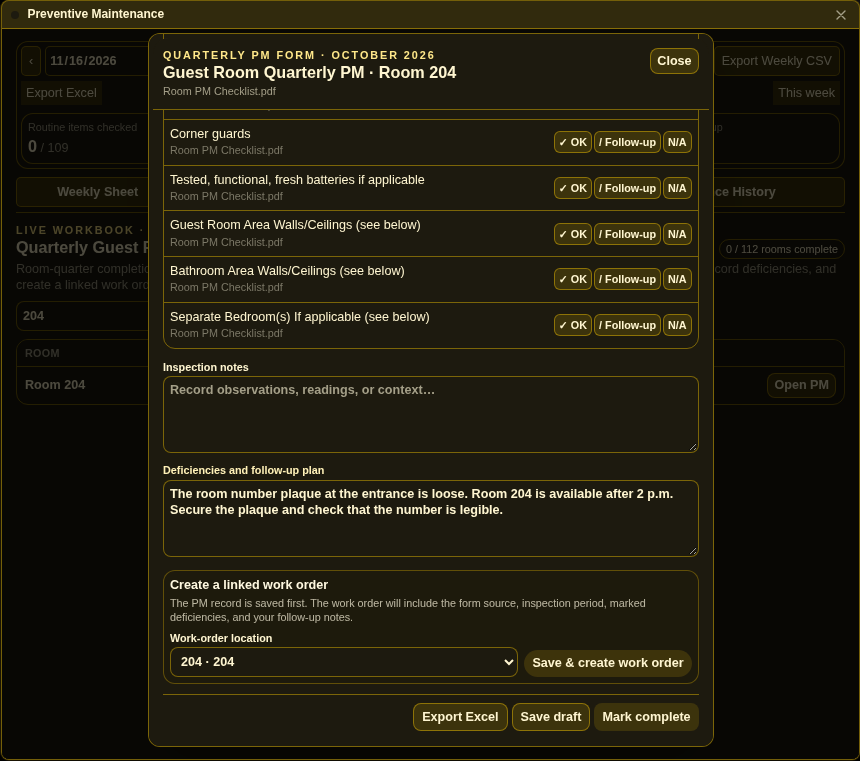 Preventive Maintenance
‹
11/16/2026
Export Weekly CSV
Export Excel
This week
Routine items checked
0 / 109
Weekly Sheet
LIVE WORKBOOK ·
Quarterly Guest
0 / 112 rooms complete
create a linked work
204
ROOM
Room 204
Open PM
QUARTERLY PM FORM · OCTOBER 2026
Guest Room Quarterly PM · Room 204
Room PM Checklist.pdf
Close
Corner guards
Room PM Checklist.pdf
✓ OK / Follow-up N/A
Tested, functional, fresh batteries if applicable
Room PM Checklist.pdf
✓ OK / Follow-up N/A
Guest Room Area Walls/Ceilings (see below)
Room PM Checklist.pdf
✓ OK / Follow-up N/A
Bathroom Area Walls/Ceilings (see below)
Room PM Checklist.pdf
✓ OK / Follow-up N/A
Separate Bedroom(s) If applicable (see below)
Room PM Checklist.pdf
✓ OK / Follow-up N/A
Inspection notes
Record observations, readings, or context…
Deficiencies and follow-up plan
The room number plaque at the entrance is loose. Room 204 is available after 2 p.m.
Secure the plaque and check that the number is legible.
Create a linked work order
The PM record is saved first. The work order will include the form source, inspection period, marked
deficiencies, and your follow-up notes.
Work-order location
204 · 204
Save & create work order
Export Excel
Save draft
Mark complete